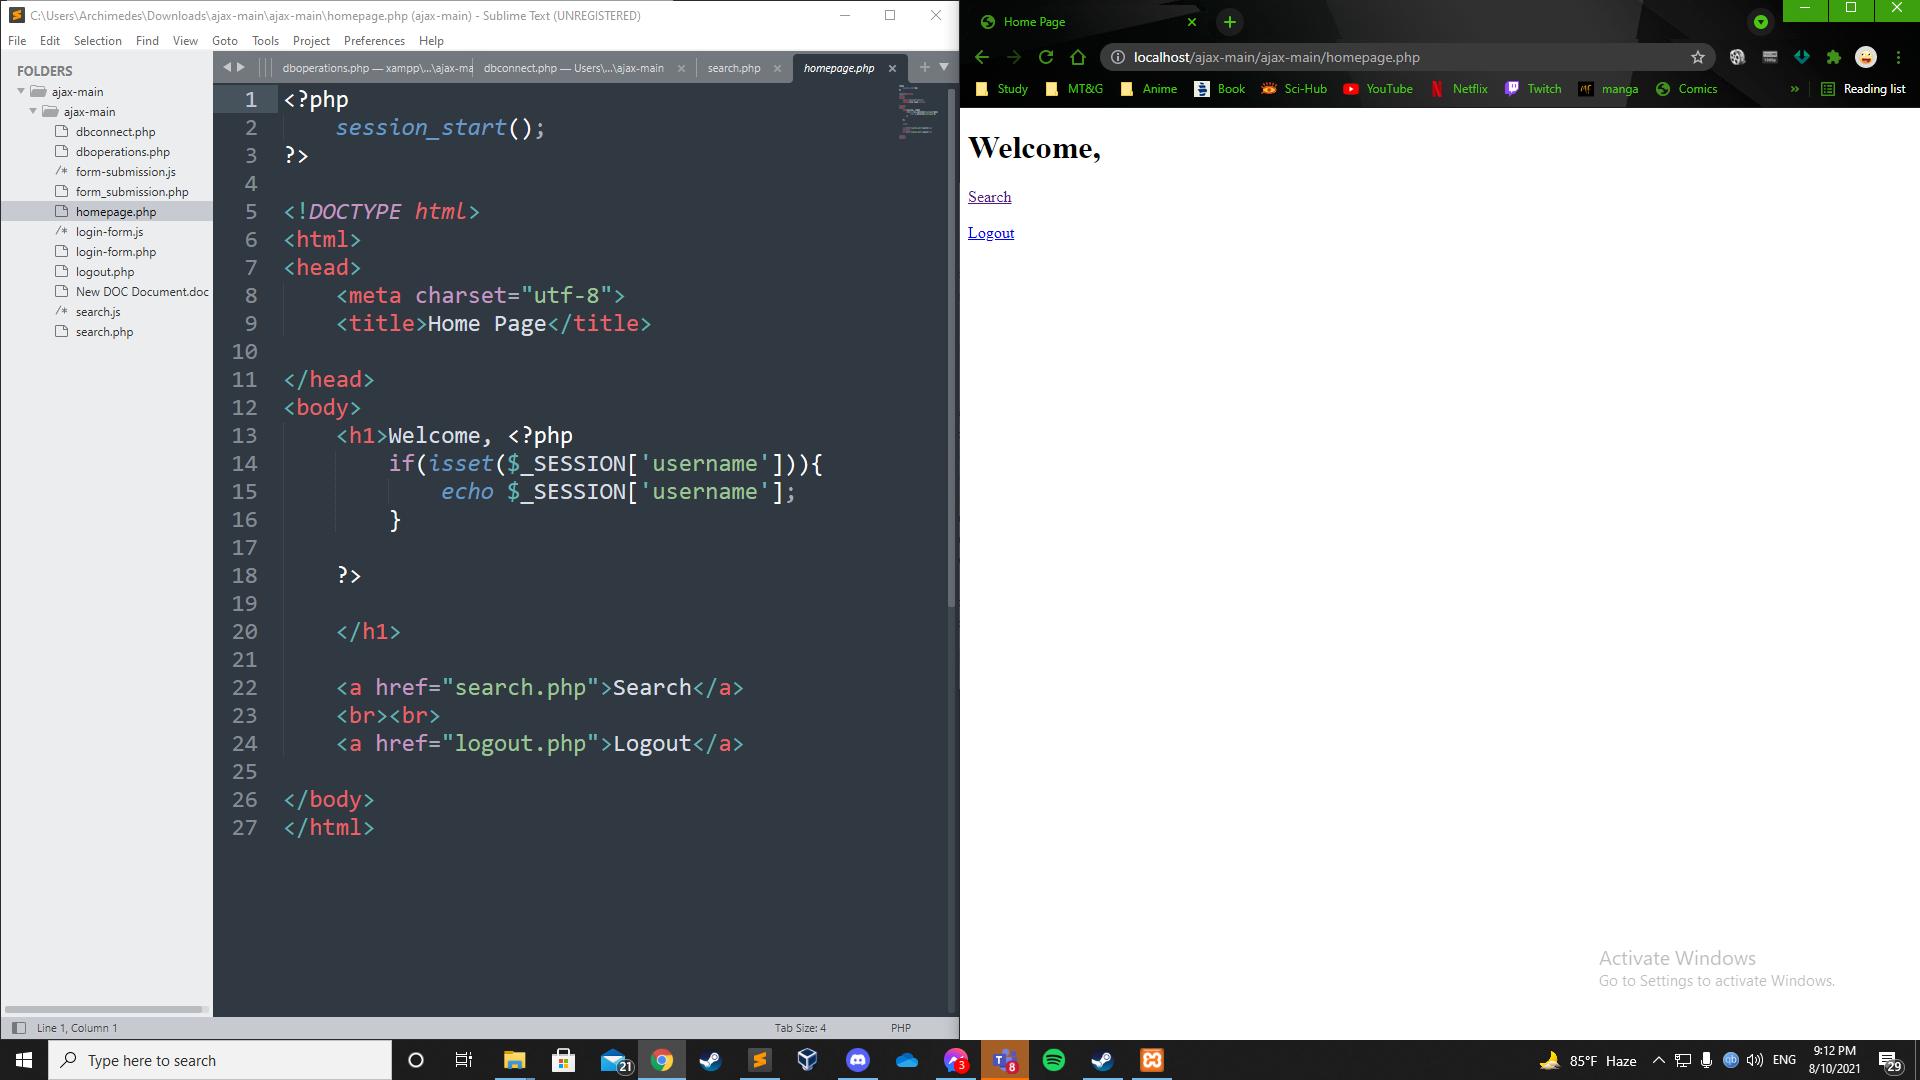 C:\Users\Archimedes\Downloads\ajax-main\ajax-main\homepage.php (ajax-main) - Sublime Text (UNREGISTERED)
File Edit Selection Find View Goto Tools Project Preferences Help
FOLDERS
ajax-main
ajax-main
dbconnect.php
dboperations.php
/* form-submission.js
form_submission.php
homepage.php
/* login-form.js
login-form.php
logout.php
New DOC Document.doc
/* search.js
search.php
dboperations.php — xampp\...\ajax-ma dbconnect.php — Users\...\ajax-main search.php homepage.php
1 <?php
2 session_start();
3 ?>
4
5 <!DOCTYPE html>
6 <html>
7 <head>
8 <meta charset="utf-8">
9 <title>Home Page</title>
10
11 </head>
12 <body>
13 <h1>Welcome, <?php
14 if(isset($_SESSION['username'])){
15 echo $_SESSION['username'];
16 }
17
18 ?>
19
20 </h1>
21
22 <a href="search.php">Search</a>
23 <br><br>
24 <a href="logout.php">Logout</a>
25
26 </body>
27 </html>
Line 1, Column 1 Tab Size: 4 PHP
Home Page
localhost/ajax-main/ajax-main/homepage.php
Study MT&G Anime Book Sci-Hub YouTube Netflix Twitch manga Comics » Reading list
Welcome,
Search
Logout
Activate Windows
Go to Settings to activate Windows.
Type here to search
21
3
8
85°F Haze
ENG
9:12 PM
8/10/2021
29